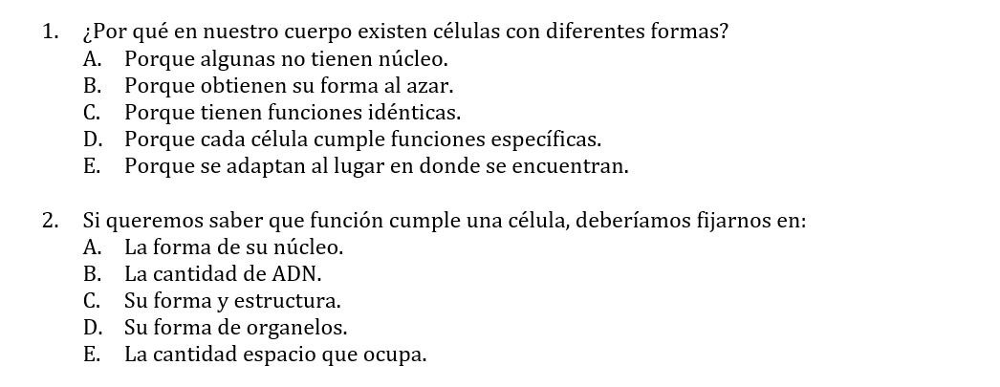 1. ¿Por qué en nuestro cuerpo existen células con diferentes formas?
A. Porque algunas no tienen núcleo.
B. Porque obtienen su forma al azar.
C. Porque tienen funciones idénticas.
D. Porque cada célula cumple funciones específicas.
E. Porque se adaptan al lugar en donde se encuentran.
2. Si queremos saber que función cumple una célula, deberíamos fijarnos en:
A. La forma de su núcleo.
B. La cantidad de ADN.
C. Su forma y estructura.
D. Su forma de organelos.
E. La cantidad espacio que ocupa.